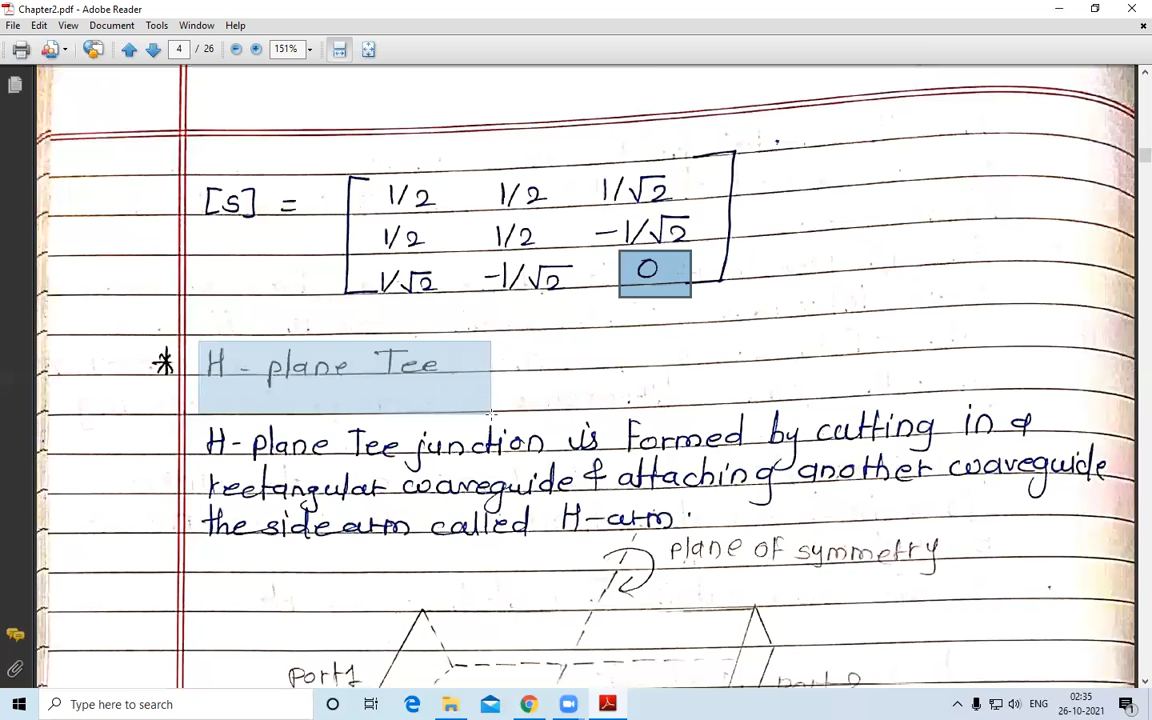 Chapter2.pdf - Adobe Reader
File Edit View Document Tools Window Help
4 / 26 151%
[S] =
1/2 1/2 1/√2
1/2 1/2 -1/√2
1/√2 -1/√2 0
* H-plane Tee
H-plane Tee junction is formed by cutting in a
rectangular waveguide & attaching another waveguide
the side arm called H-arm.
plane of symmetry
port1
Type here to search
ENG
02:35
26-10-2021
1